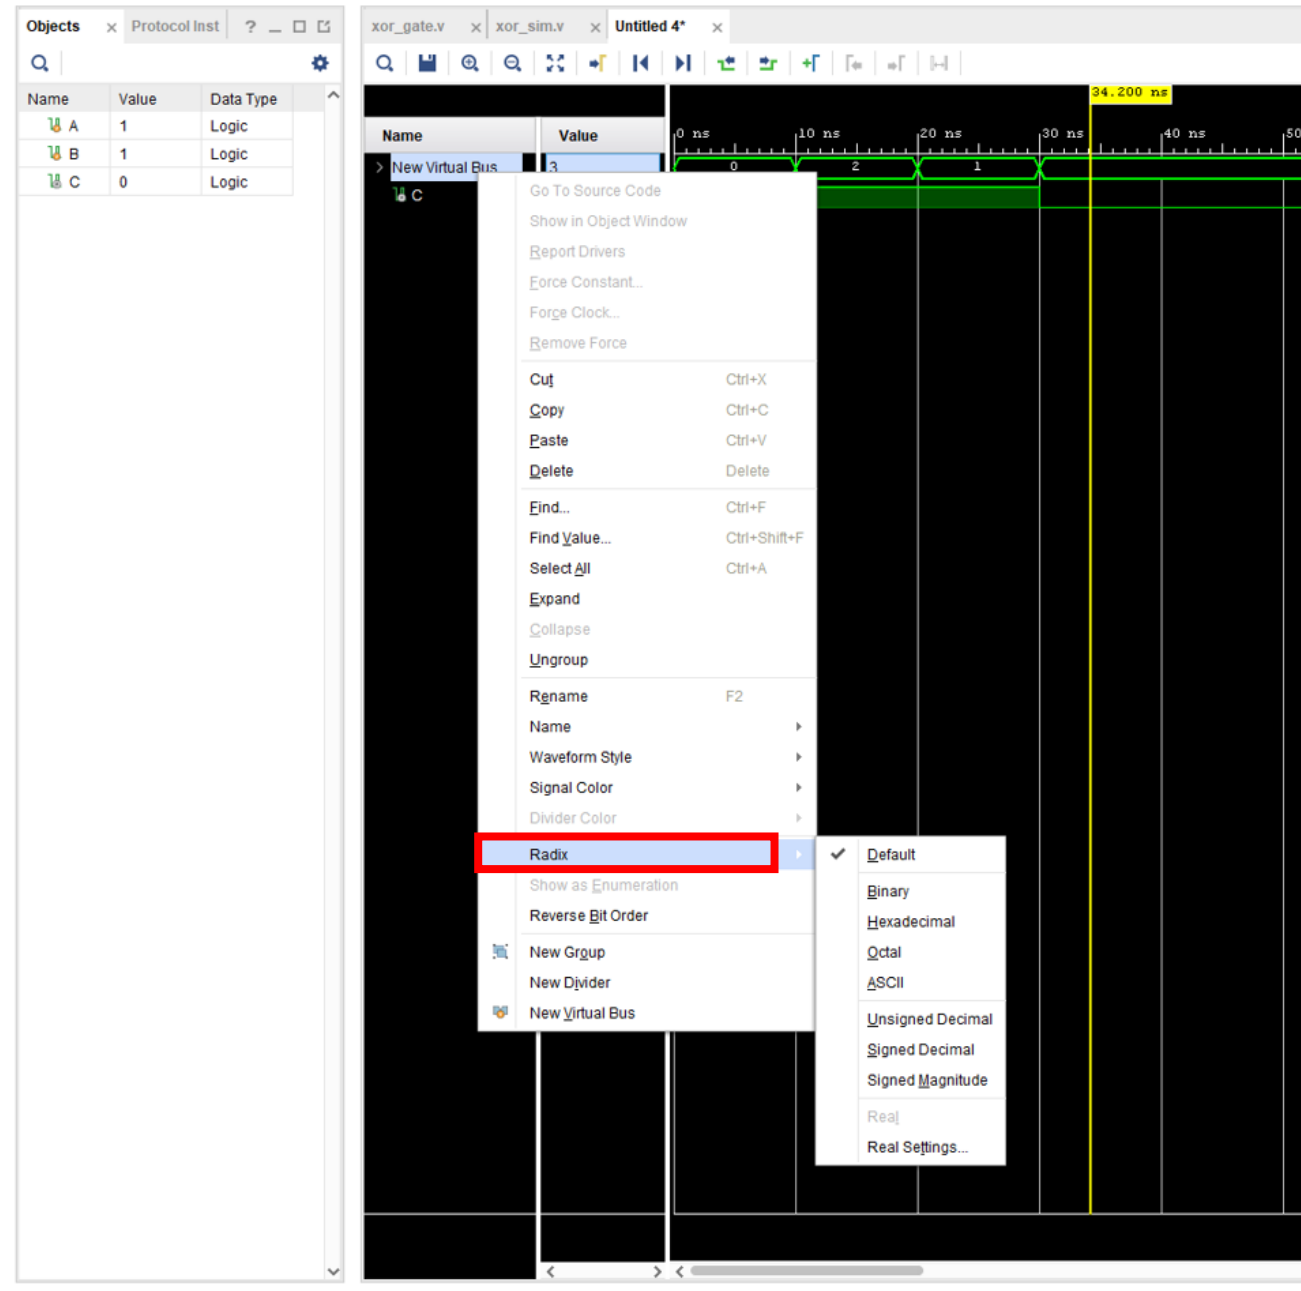 Objects Protocol Inst ?
Name Value Data Type
A 1 Logic
B 1 Logic
C 0 Logic
xor_gate.v xor_sim.v Untitled 4*
34.200 ns
Name Value 0 ns 10 ns 20 ns 30 ns 40 ns 50
New Virtual Bus 3 0 2 1
C
Go To Source Code
Show in Object Window
Report Drivers
Force Constant...
Force Clock...
Remove Force
Cut Ctrl+X
Copy Ctrl+C
Paste Ctrl+V
Delete Delete
Find... Ctrl+F
Find Value... Ctrl+Shift+F
Select All Ctrl+A
Expand
Collapse
Ungroup
Rename F2
Name
Waveform Style
Signal Color
Divider Color
Radix
Show as Enumeration
Reverse Bit Order
New Group
New Divider
New Virtual Bus
Default
Binary
Hexadecimal
Octal
ASCII
Unsigned Decimal
Signed Decimal
Signed Magnitude
Real
Real Settings...